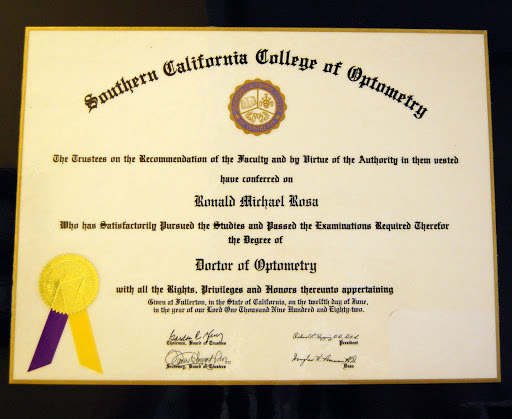 Southern California College of Optometry
The Trustees on the Recommendation of the Faculty and by Virtue of the Authority in them vested
have conferred on
Ronald Michael Rosa
Who has Satisfactorily Pursued the Studies and Passed the Examinations Required Therefor
the Degree of
Doctor of Optometry
with all the Rights, Privileges and Honors thereunto appertaining
Given at Fullerton, in the State of California, on the twelfth day of June,
in the year of our Lord One Thousand Nine Hundred and Eighty-two.
Chairman, Board of Trustees
President
Secretary, Board of Trustees
Dean